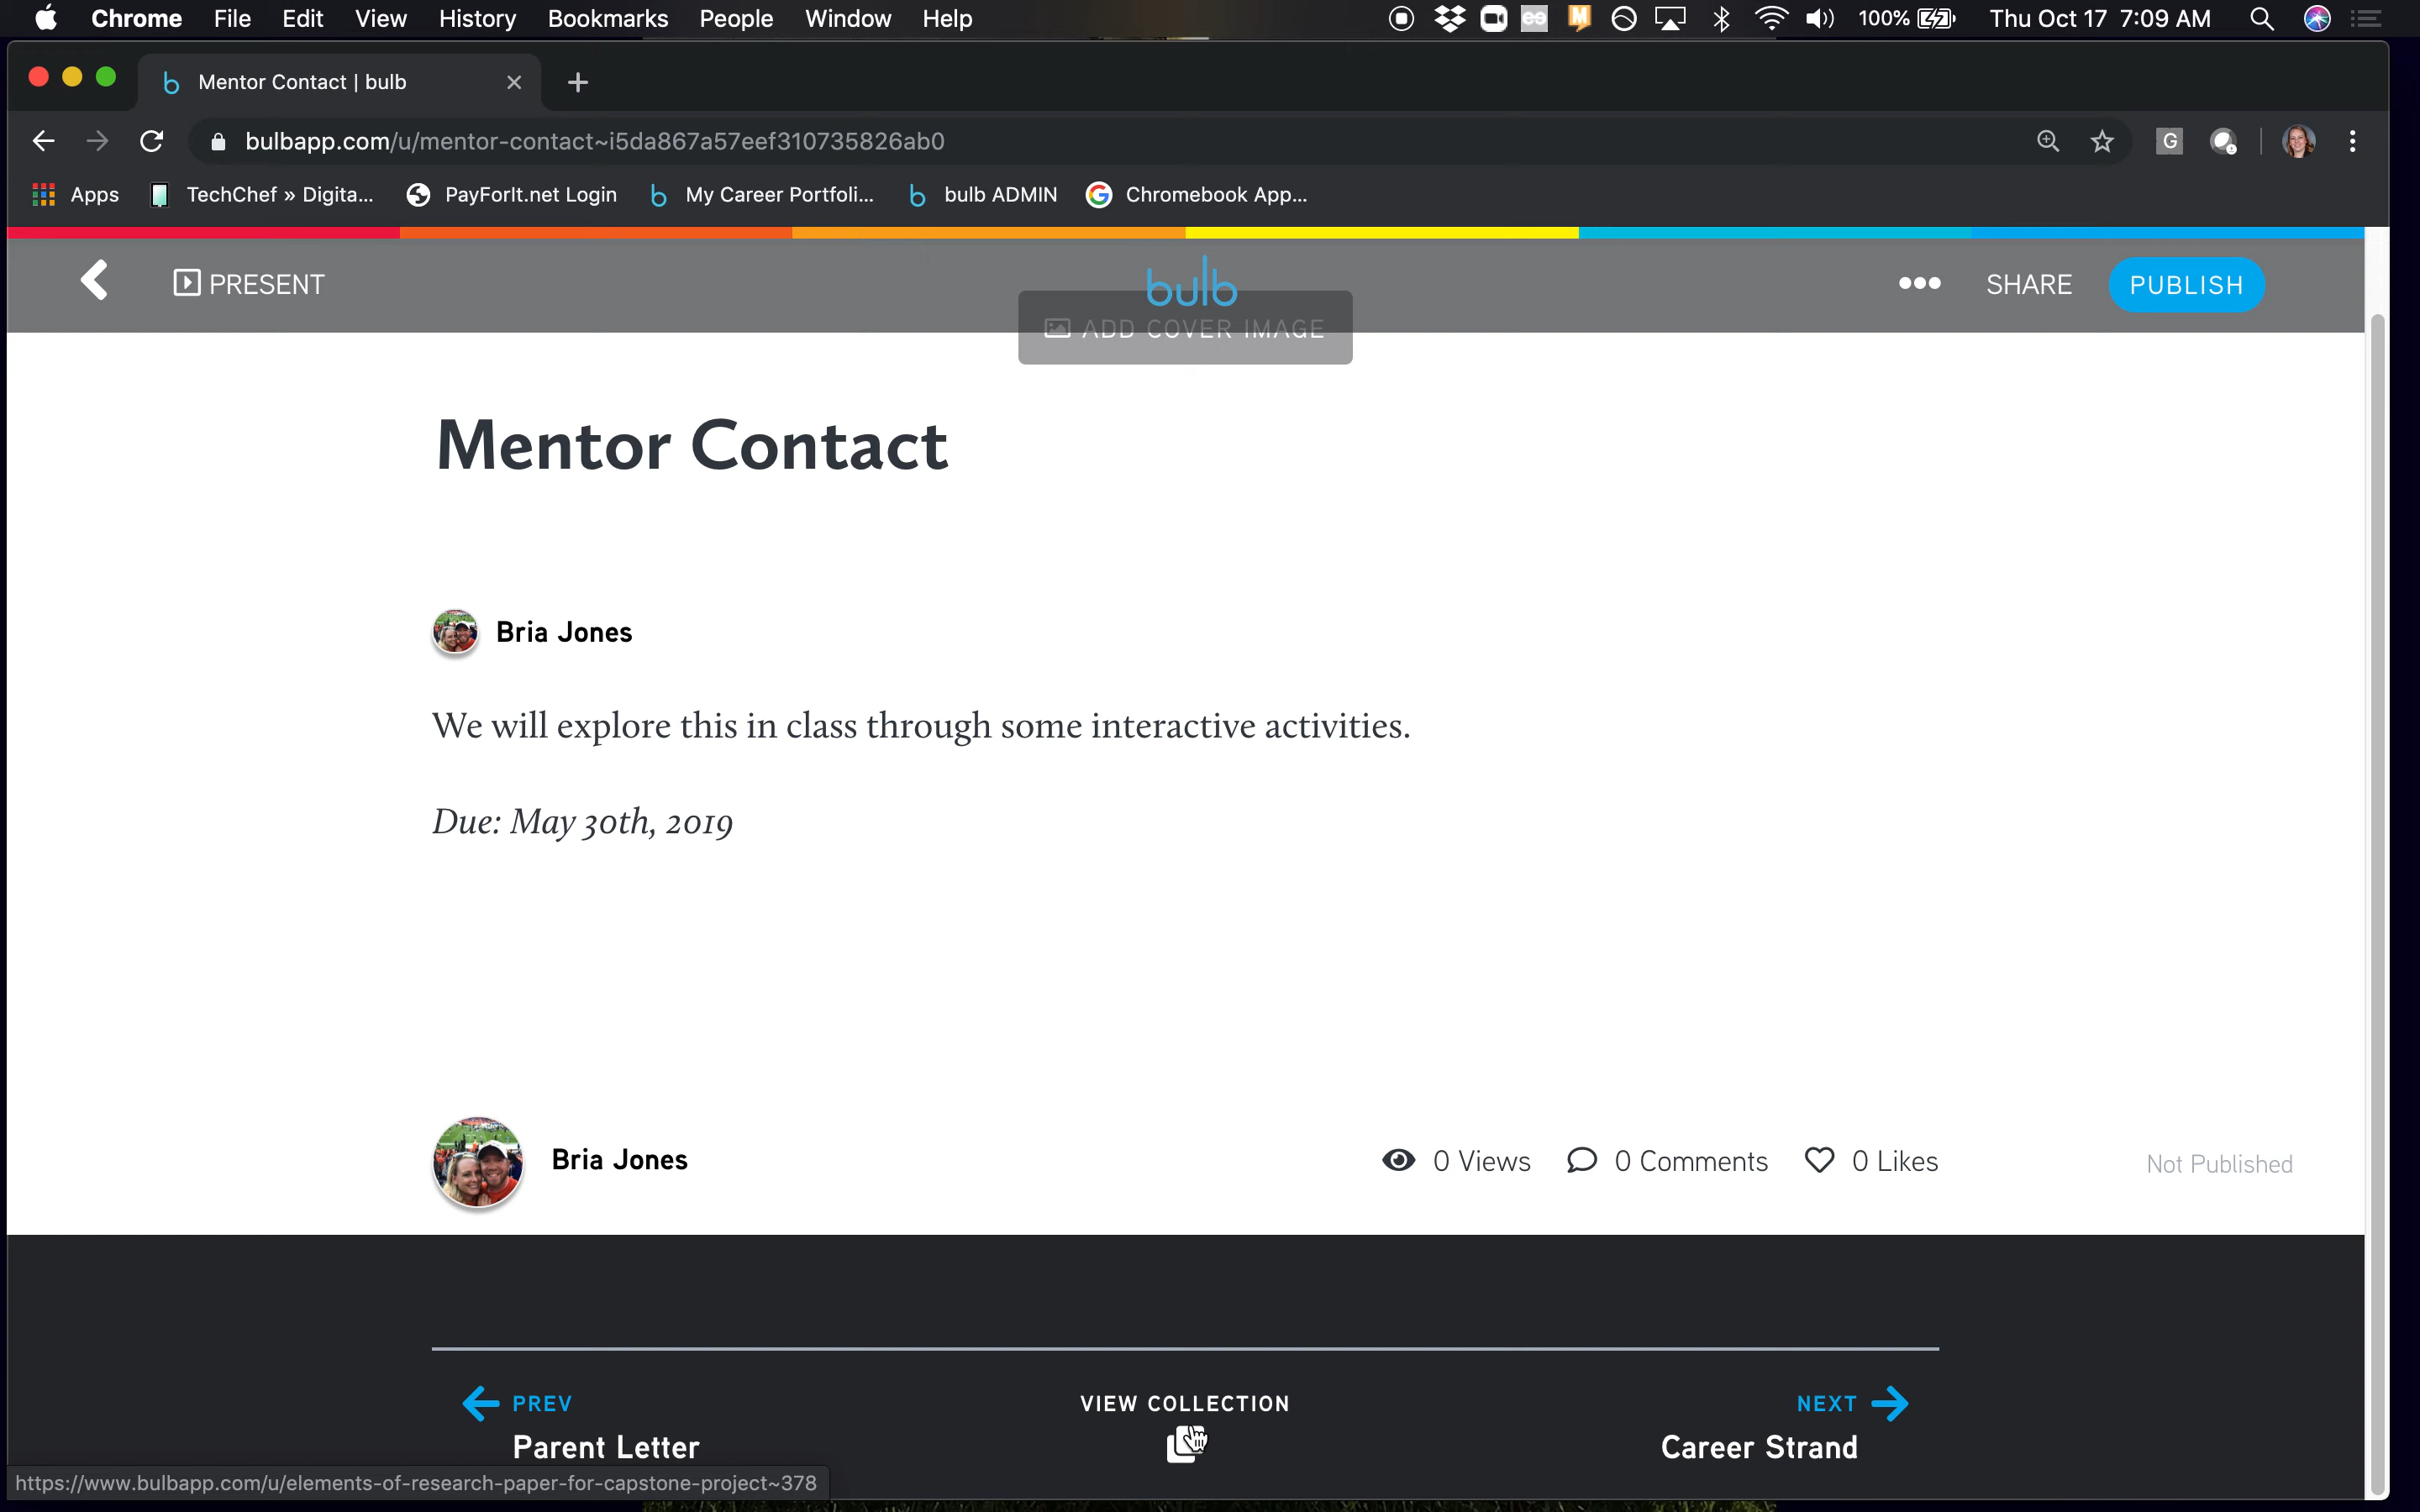 Chrome File Edit View History Bookmarks People Window Help 100% Thu Oct 17 7:09 AM
Mentor Contact | bulb
bulbapp.com/u/mentor-contact~i5da867a57eef310735826ab0 G
Apps TechChef » Digita... PayForIt.net Login My Career Portfoli... bulb ADMIN Chromebook App...
PRESENT bulb SHARE PUBLISH
ADD COVER IMAGE
Mentor Contact
Bria Jones
We will explore this in class through some interactive activities.
Due: May 30th, 2019
Bria Jones 0 Views 0 Comments 0 Likes Not Published
PREV VIEW COLLECTION NEXT
Parent Letter Career Strand
https://www.bulbapp.com/u/elements-of-research-paper-for-capstone-project~378